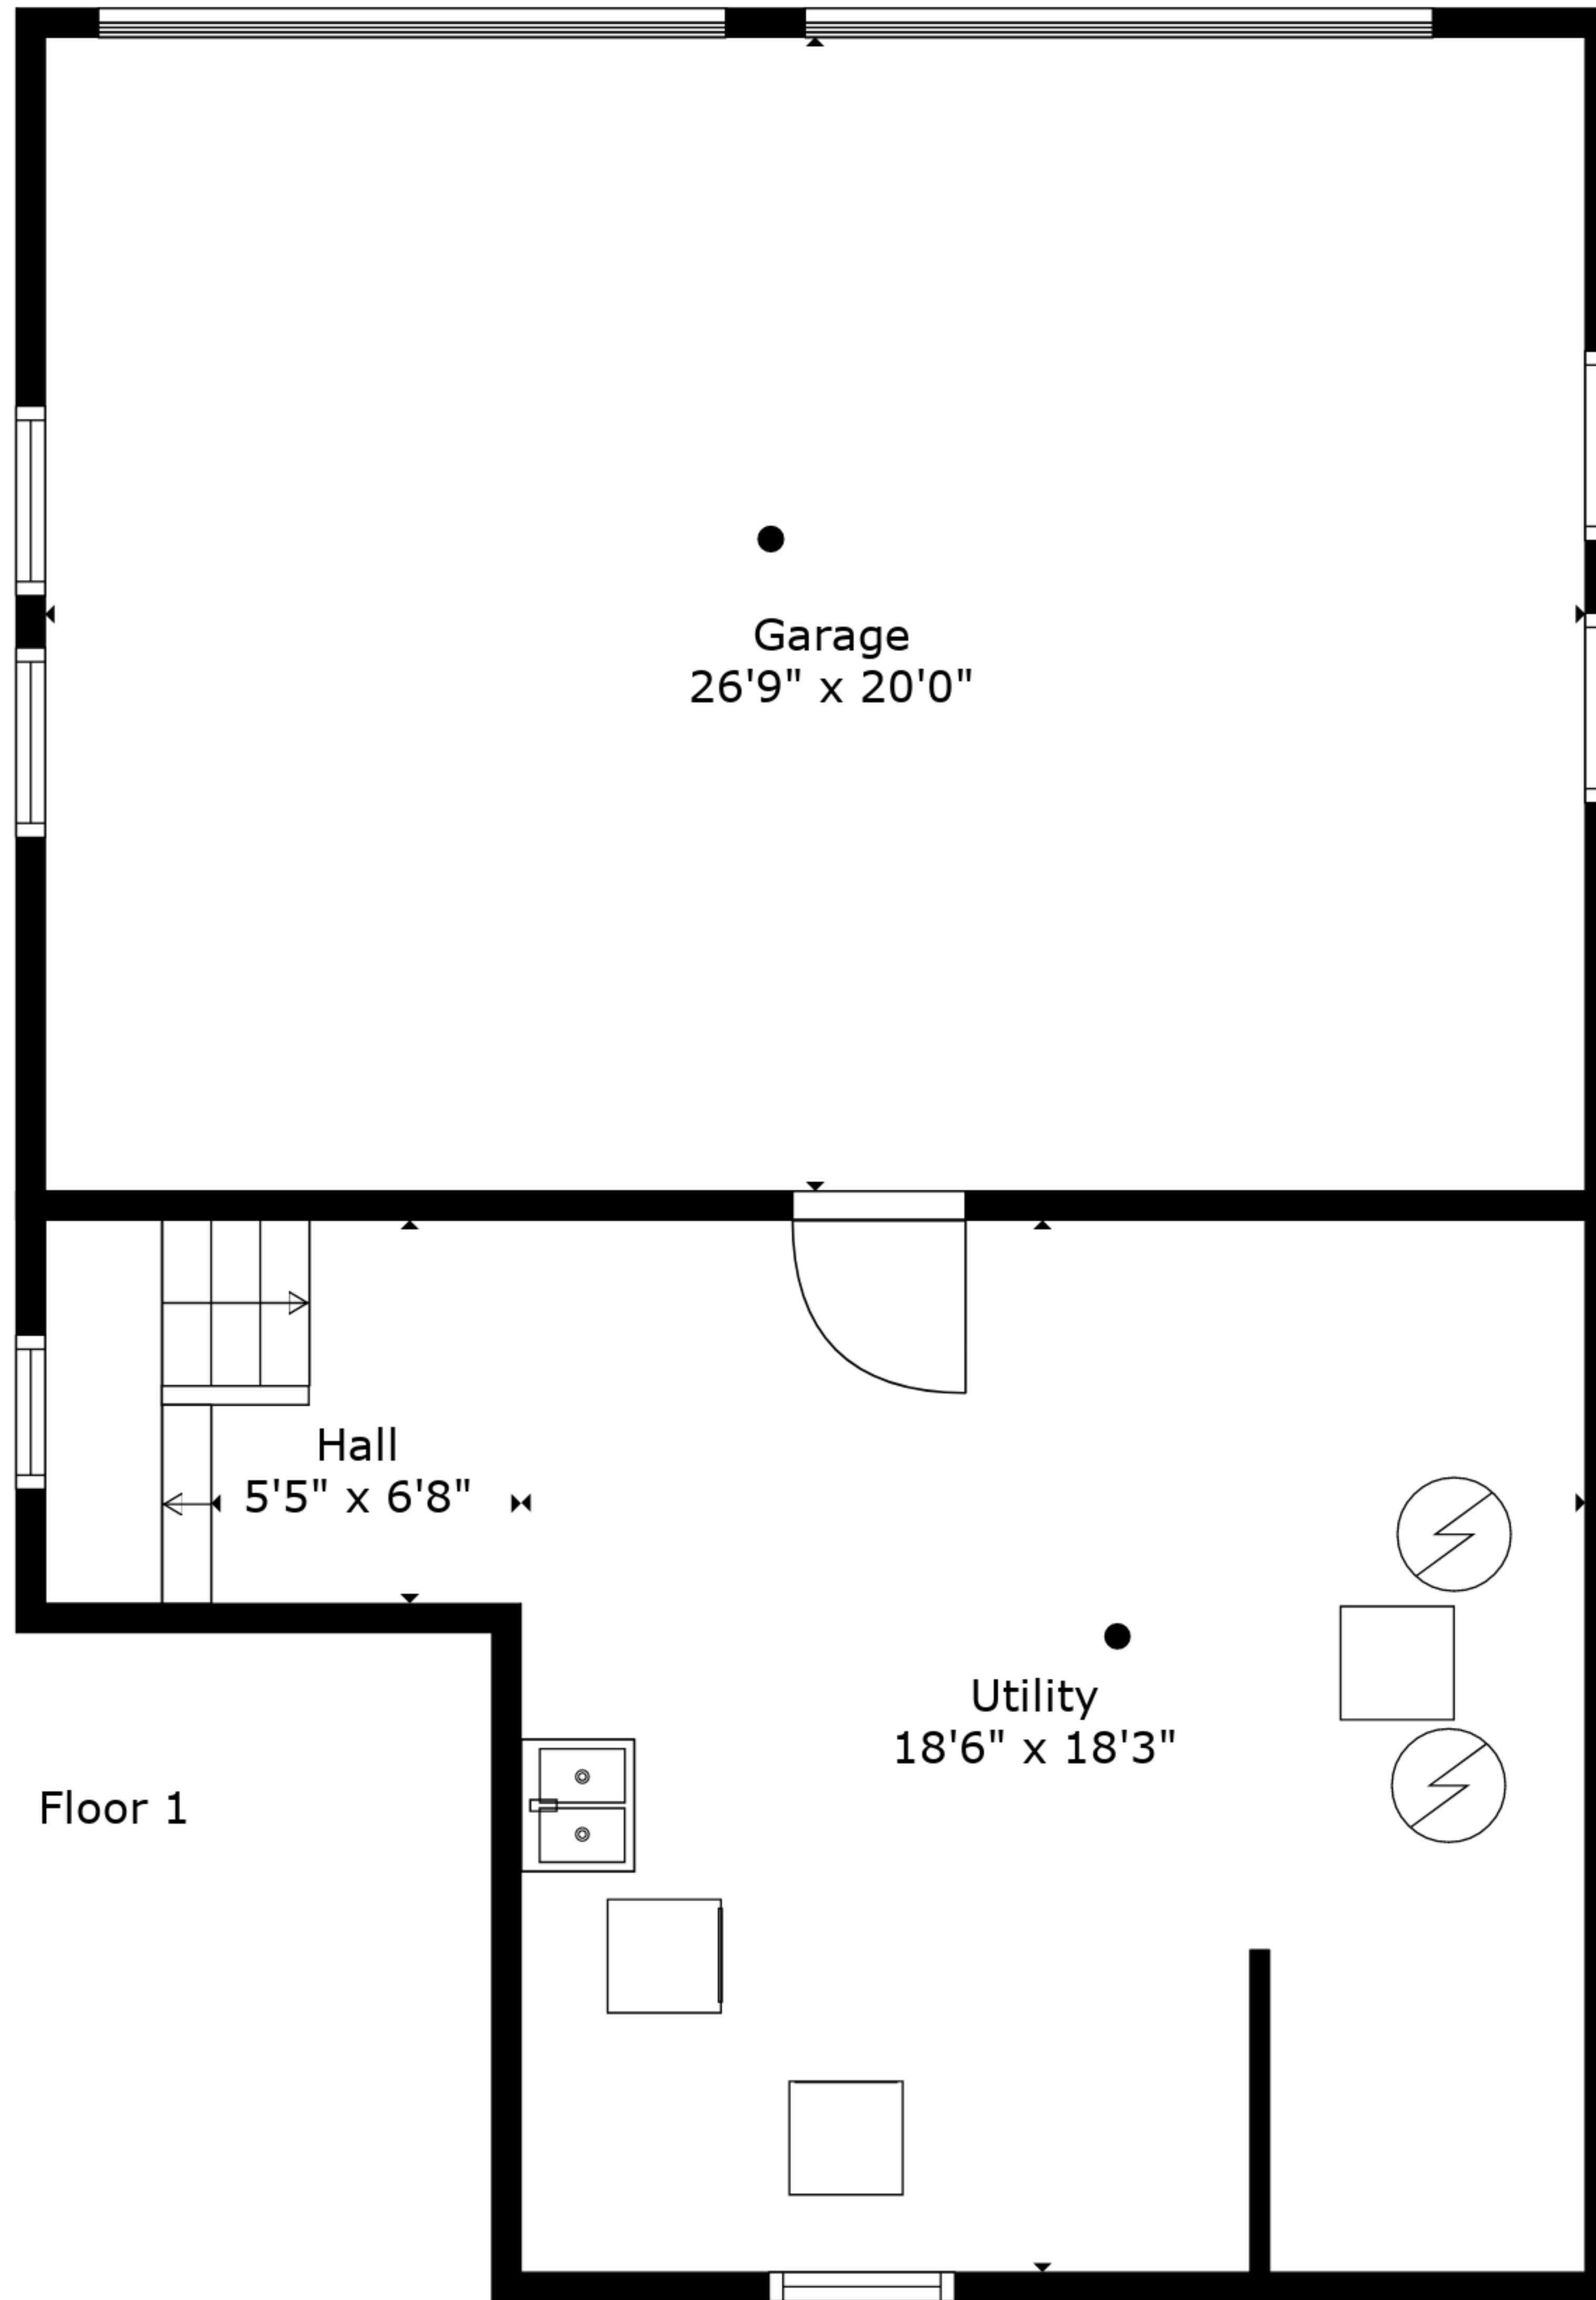 Garage
26'9" x 20'0"
Hall
5'5" x 6'8"
Utility
18'6" x 18'3"
Floor 1